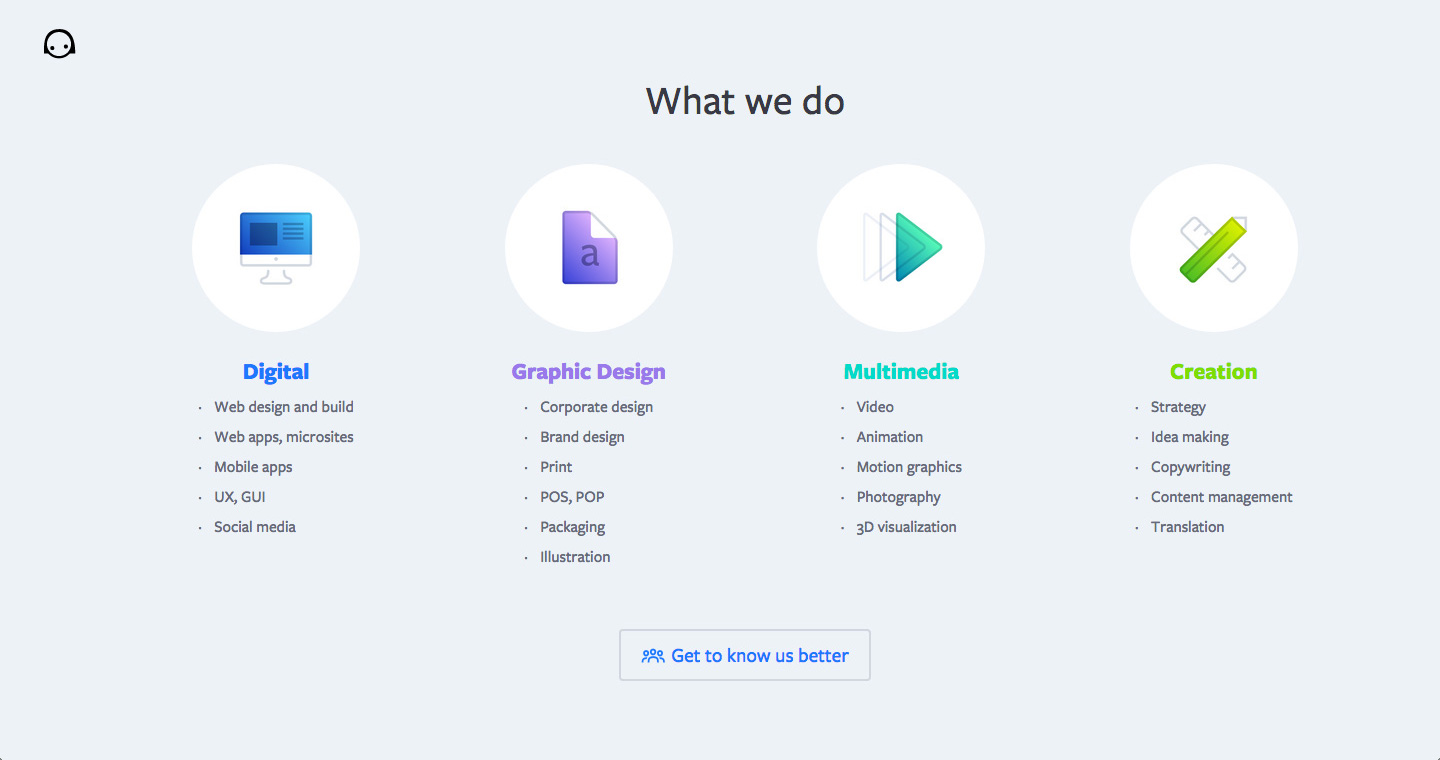 What we do
a
Digital
· Web design and build
· Web apps, microsites
· Mobile apps
· UX, GUI
· Social media
Graphic Design
· Corporate design
· Brand design
· Print
· POS, POP
· Packaging
· Illustration
Multimedia
· Video
· Animation
· Motion graphics
· Photography
· 3D visualization
Creation
· Strategy
· Idea making
· Copywriting
· Content management
· Translation
Get to know us better